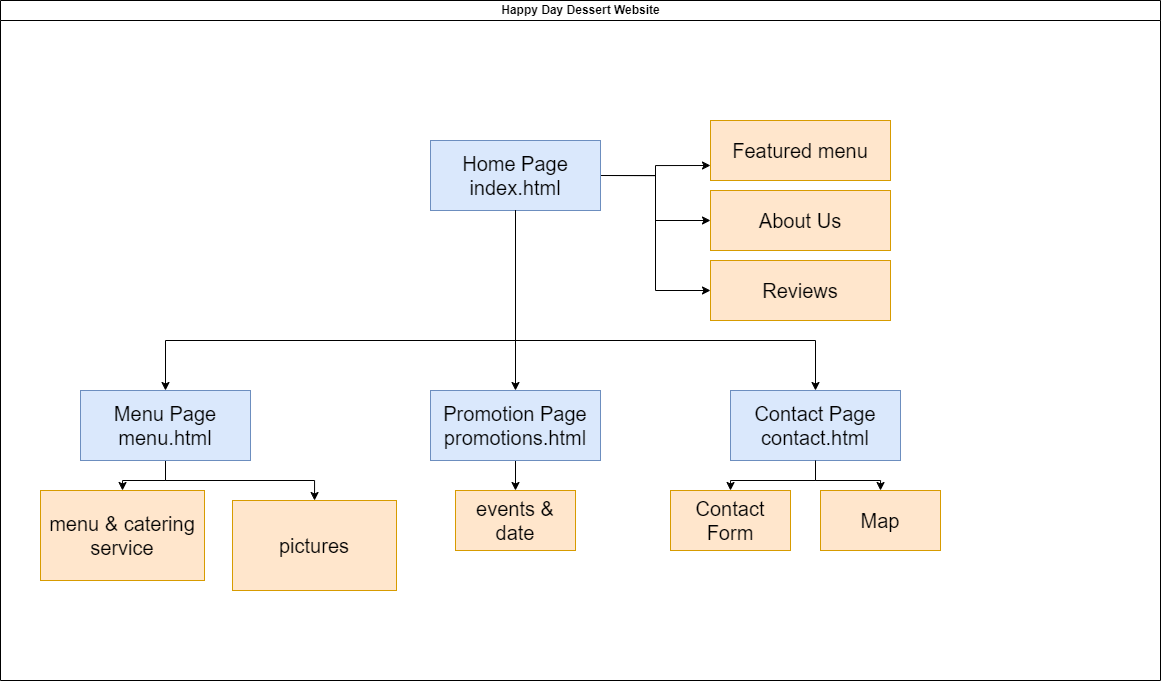 Happy Day Dessert Website
Home Page
index.html
Featured menu
About Us
Reviews
Menu Page
menu.html
Promotion Page
promotions.html
Contact Page
contact.html
menu & catering
service
pictures
events &
date
Contact
Form
Map